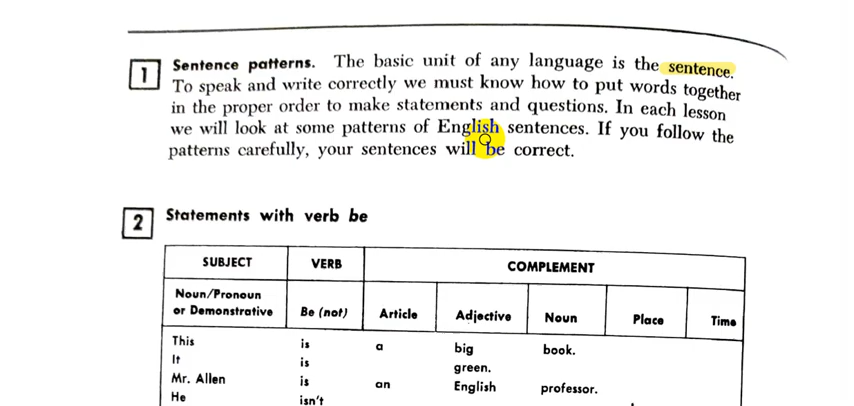 1 Sentence patterns. The basic unit of any language is the sentence.
To speak and write correctly we must know how to put words together
in the proper order to make statements and questions. In each lesson
we will look at some patterns of English sentences. If you follow the
patterns carefully, your sentences will be correct.
2 Statements with verb be
SUBJECT VERB COMPLEMENT
Noun/Pronoun
or Demonstrative Be (not) Article Adjective Noun Place Time
This is a big book.
It is green.
Mr. Allen is an English professor.
He isn't